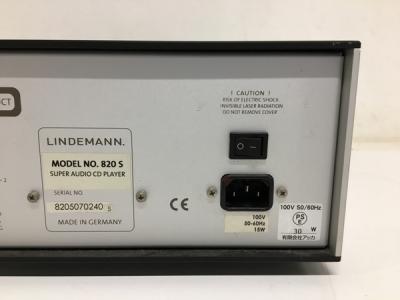 CT
! CAUTION !
RISK OF ELECTRIC SHOCK
INVISIBLE LASER RADIATION
DO NOT REMOVE COVER
LINDEMANN.
MODEL NO. 820 S
SUPER AUDIO CD PLAYER
SERIAL NO.
8205070240 S
MADE IN GERMANY
CE
100V
50-60Hz
15W
100V 50/60Hz
PS
E
30 W
有限会社アッカ